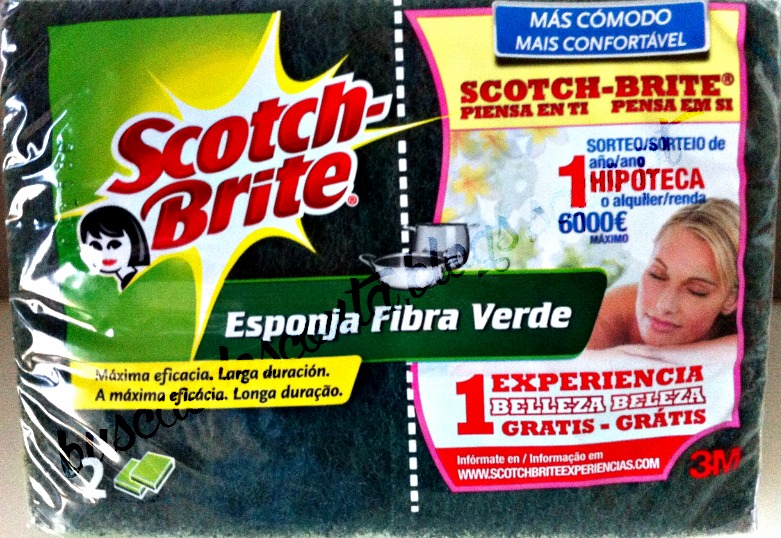 MÁS CÓMODO
MAIS CONFORTÁVEL
Scotch-
Brite®
SCOTCH-BRITE®
PIENSA EN TI PENSA EM SI
SORTEO/SORTEIO de
1 año/ano
HIPOTECA
o alquiler/renda
6000€
MÁXIMO
Esponja Fibra Verde
Máxima eficacia. Larga duración.
A máxima eficácia. Longa duração.
1 EXPERIENCIA
BELLEZA BELEZA
GRATIS - GRÁTIS
Infórmate en / Informação em
WWW.SCOTCHBRITEEXPERIENCIAS.COM
3M
2